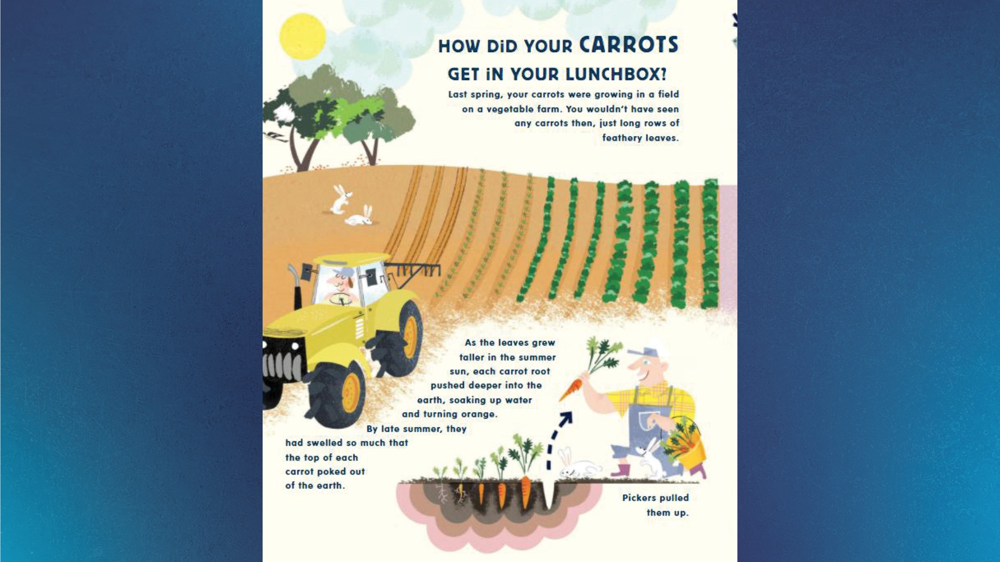 HOW DiD YOUR CARROTS
GET iN YOUR LUNCHBOX?
Last spring, your carrots were growing in a field
on a vegetable farm. You wouldn't have seen
any carrots then, just long rows of
feathery leaves.
As the leaves grew
taller in the summer
sun, each carrot root
pushed deeper into the
earth, soaking up water
and turning orange.
By late summer, they
had swelled so much that
the top of each
carrot poked out
of the earth.
Pickers pulled
them up.